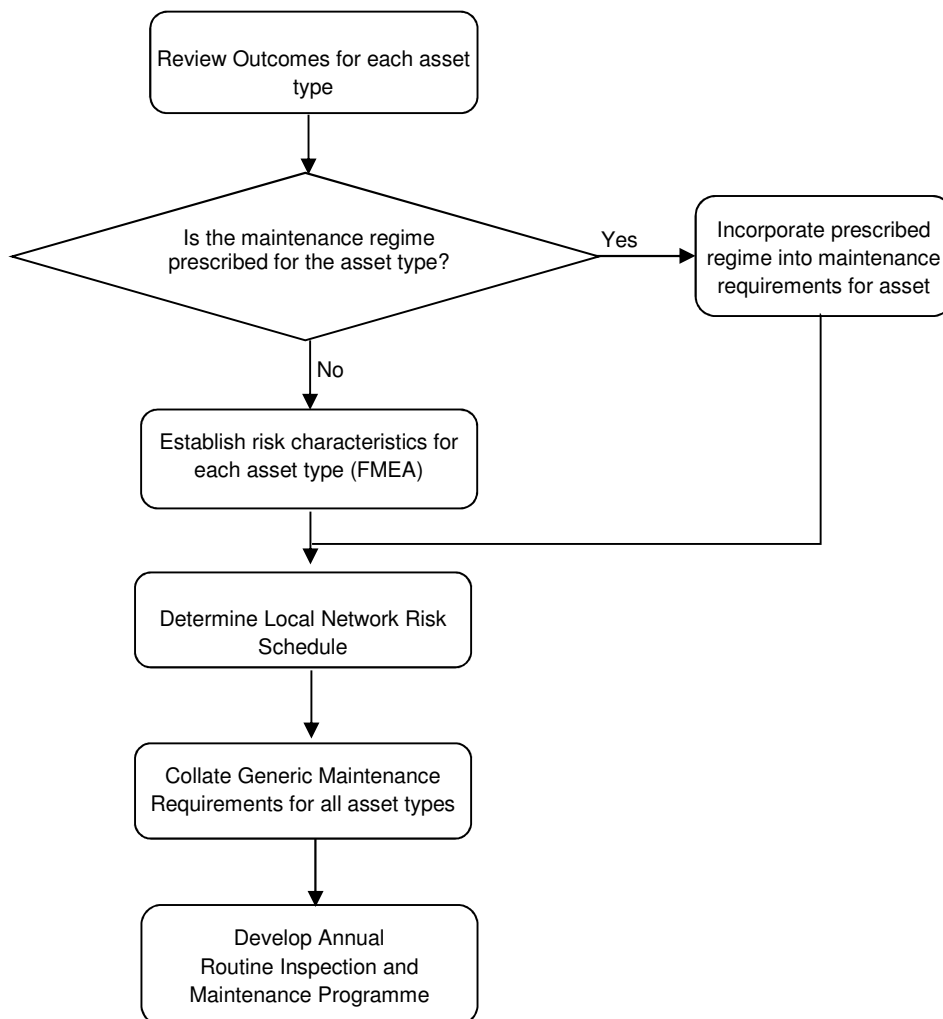 Review Outcomes for each asset
type
Is the maintenance regime
prescribed for the asset type?
Yes
Incorporate prescribed
regime into maintenance
requirements for asset
No
Establish risk characteristics for
each asset type (FMEA)
Determine Local Network Risk
Schedule
Collate Generic Maintenance
Requirements for all asset types
Develop Annual
Routine Inspection and
Maintenance Programme